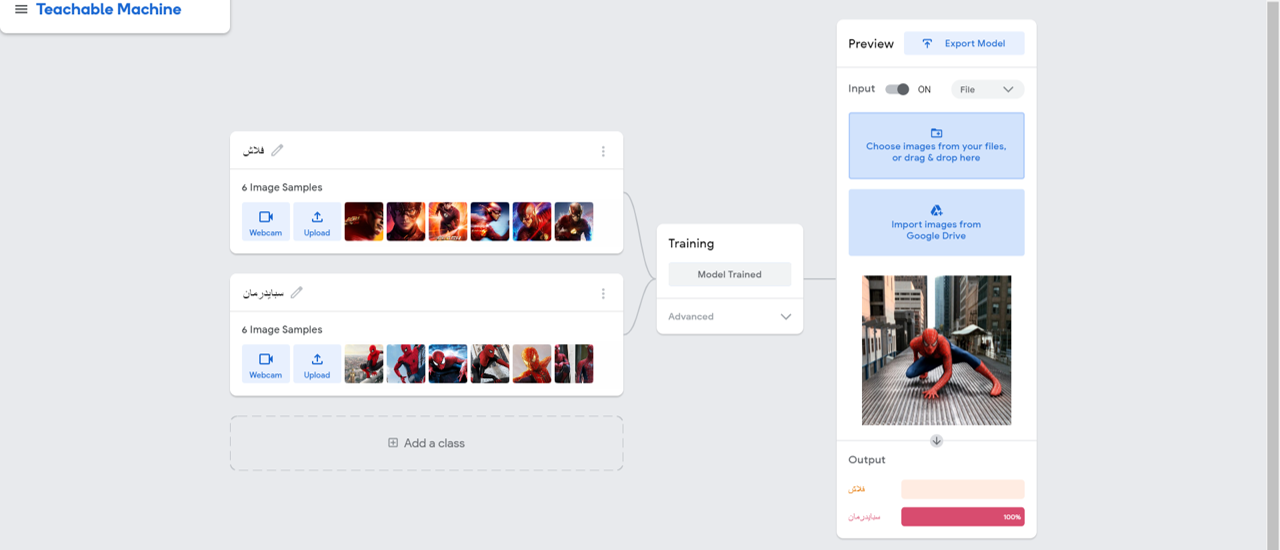 Teachable Machine
فلاش
6 Image Samples
Webcam
Upload
سبايدرمان
6 Image Samples
Webcam
Upload
Add a class
Training
Model Trained
Advanced
Preview
Export Model
Input
ON
File
Choose images from your files,
or drag & drop here
Import images from
Google Drive
Output
فلاش
سبايدرمان
100%